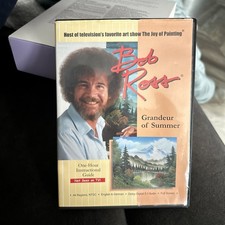 Host of television's favorite art show The Joy of Painting®
Bob
Ross®
Grandeur
of Summer
One Hour
Instructional
Guide